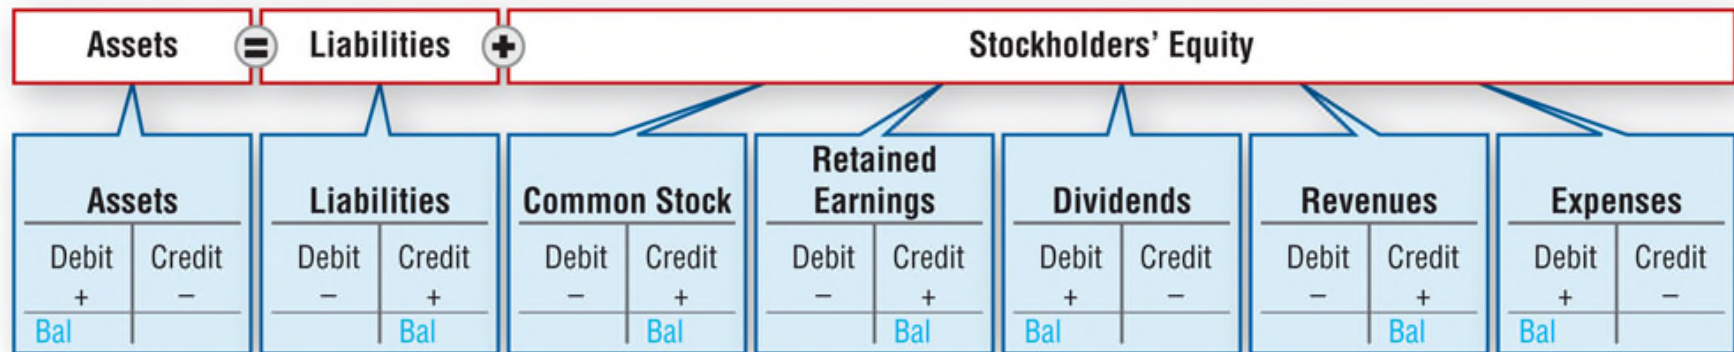 Assets = Liabilities + Stockholders' Equity
Assets
Debit Credit
+ –
Bal
Liabilities
Debit Credit
– +
Bal
Common Stock
Debit Credit
– +
Bal
Retained
Earnings
Debit Credit
– +
Bal
Dividends
Debit Credit
+ –
Bal
Revenues
Debit Credit
– +
Bal
Expenses
Debit Credit
+ –
Bal